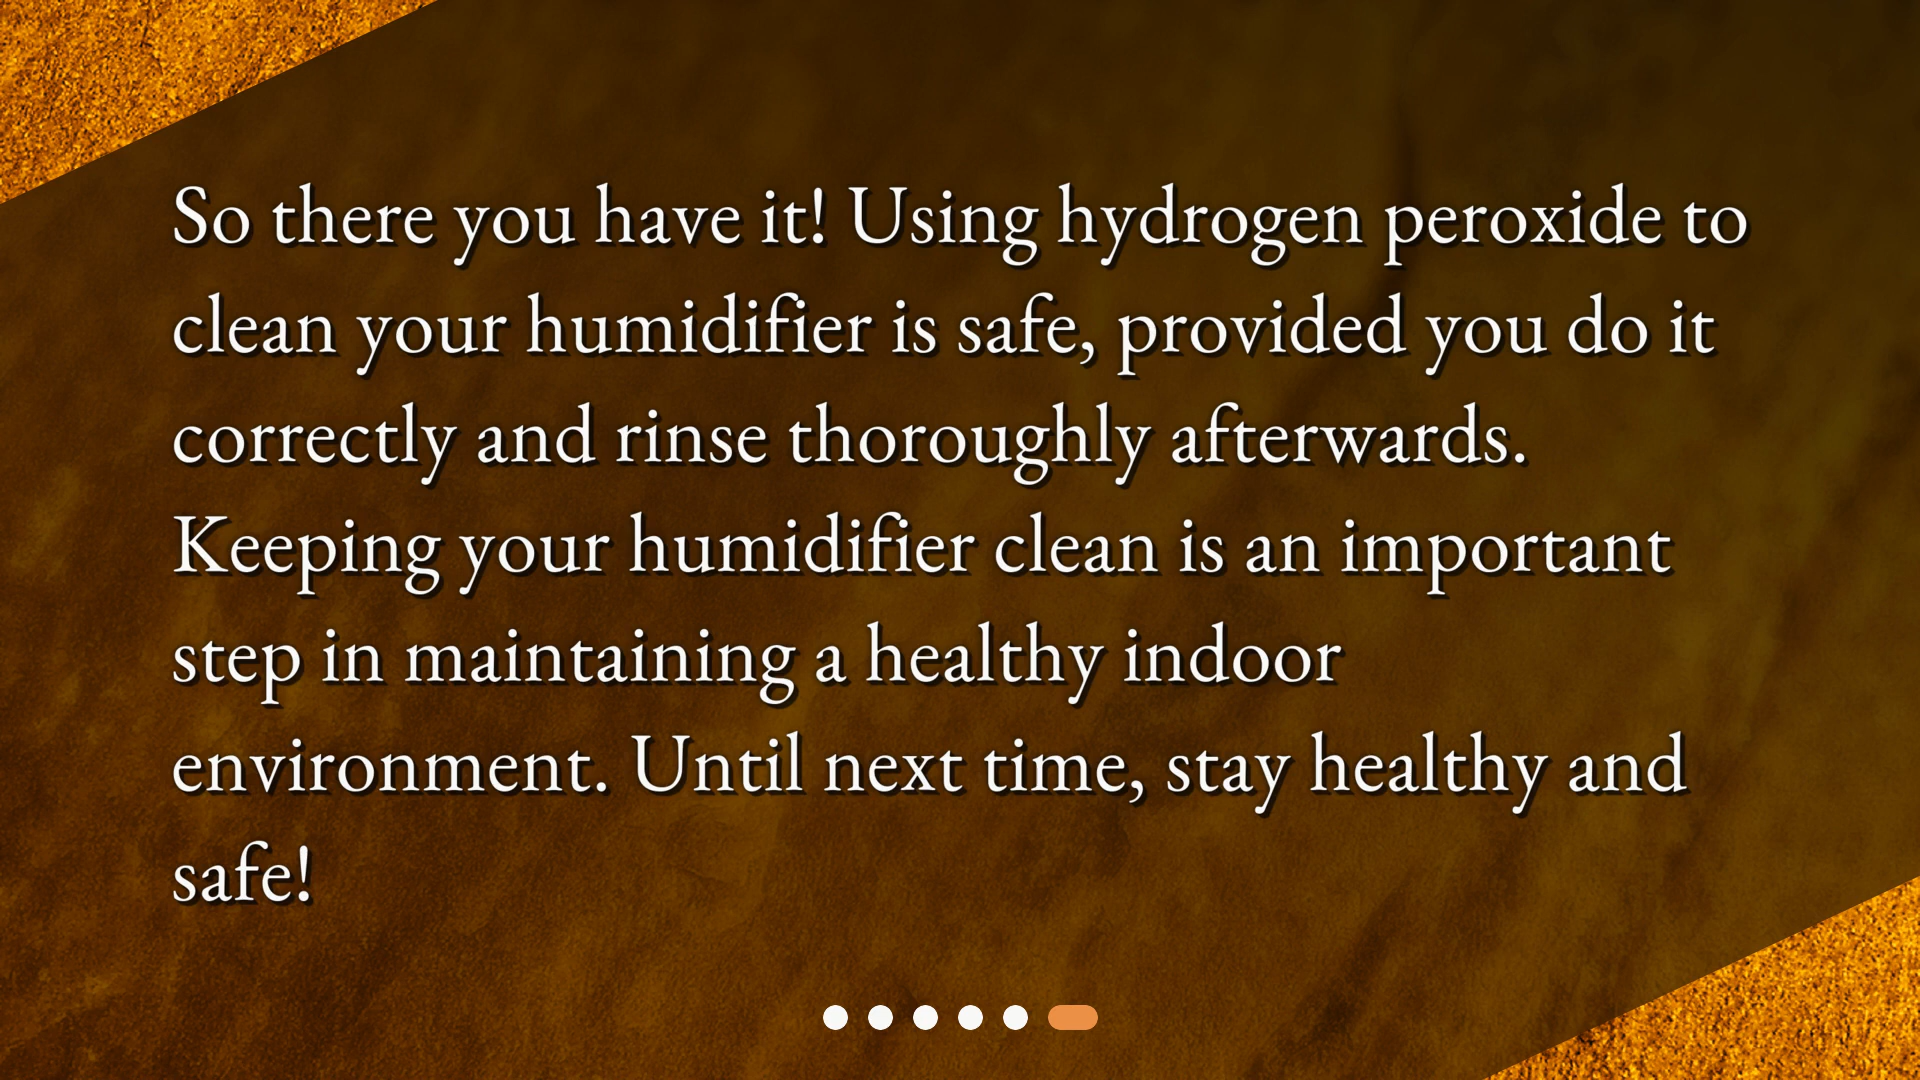 So there you have it! Using hydrogen peroxide to
clean your humidifier is safe, provided you do it
correctly and rinse thoroughly afterwards.
Keeping your humidifier clean is an important
step in maintaining a healthy indoor
environment. Until next time, stay healthy and
safe!